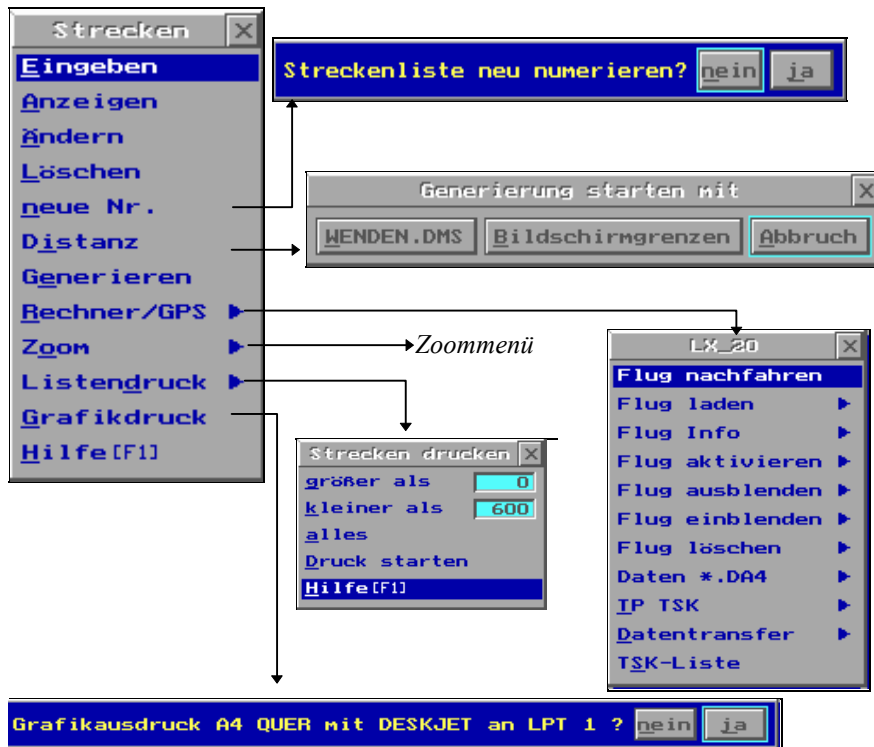 Strecken
Eingeben
Anzeigen
Ändern
Löschen
neue Nr.
Distanz
Generieren
Rechner/GPS
Zoom
Listendruck
Grafikdruck
Hilfe[F1]
Streckenliste neu numerieren? nein ja
Generierung starten mit
WENDEN.DMS Bildschirmgrenzen Abbruch
Zoommenü
LX_20
Flug nachfahren
Flug laden
Flug Info
Flug aktivieren
Flug ausblenden
Flug einblenden
Flug löschen
Daten *.DA4
TP TSK
Datentransfer
TSK-Liste
Strecken drucken
größer als 0
kleiner als 600
alles
Druck starten
Hilfe[F1]
Grafikausdruck A4 QUER mit DESKJET an LPT 1 ? nein ja